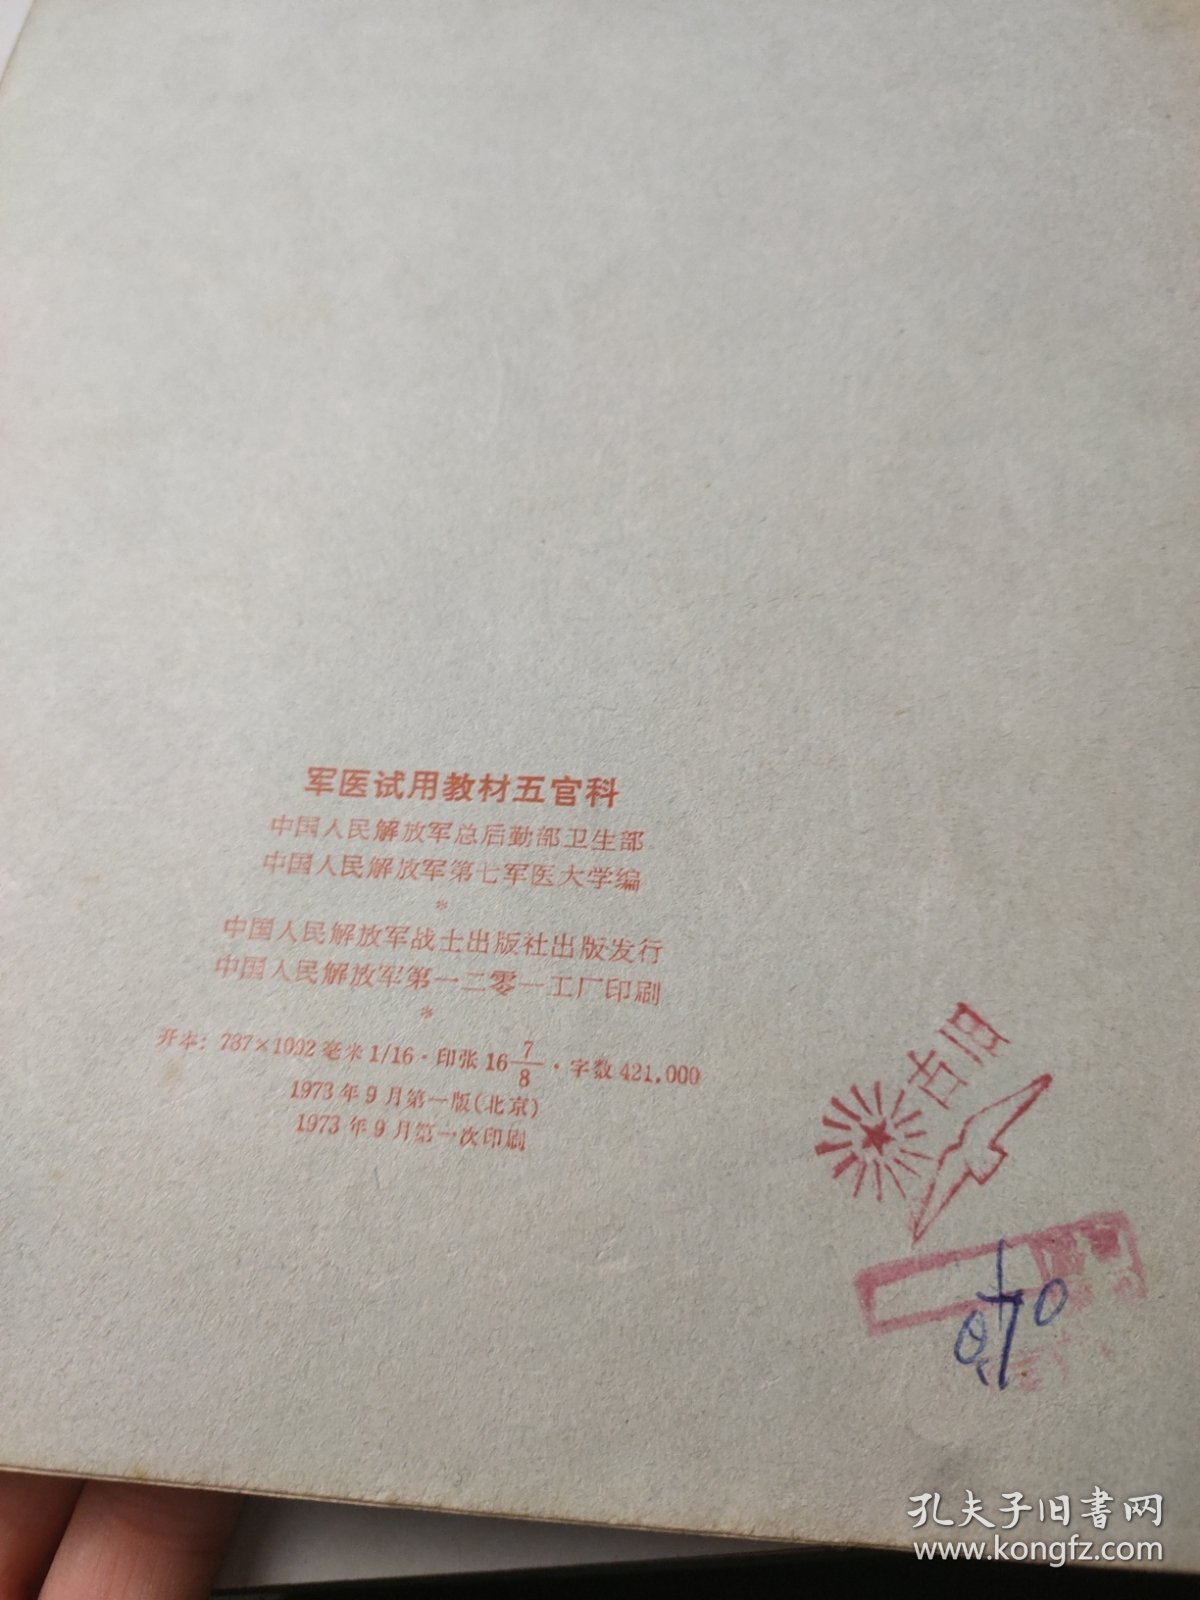 军医试用教材五官科
中国人民解放军总后勤部卫生部
中国人民解放军第七军医大学编
*
中国人民解放军战士出版社出版发行
中国人民解放军第一二零一工厂印刷
*
开本：787×1092毫米1/16·印张16 7/8·字数421,000
1973年9月第一版(北京)
1973年9月第一次印刷
古旧
孔夫子旧书网
www.kongfz.com